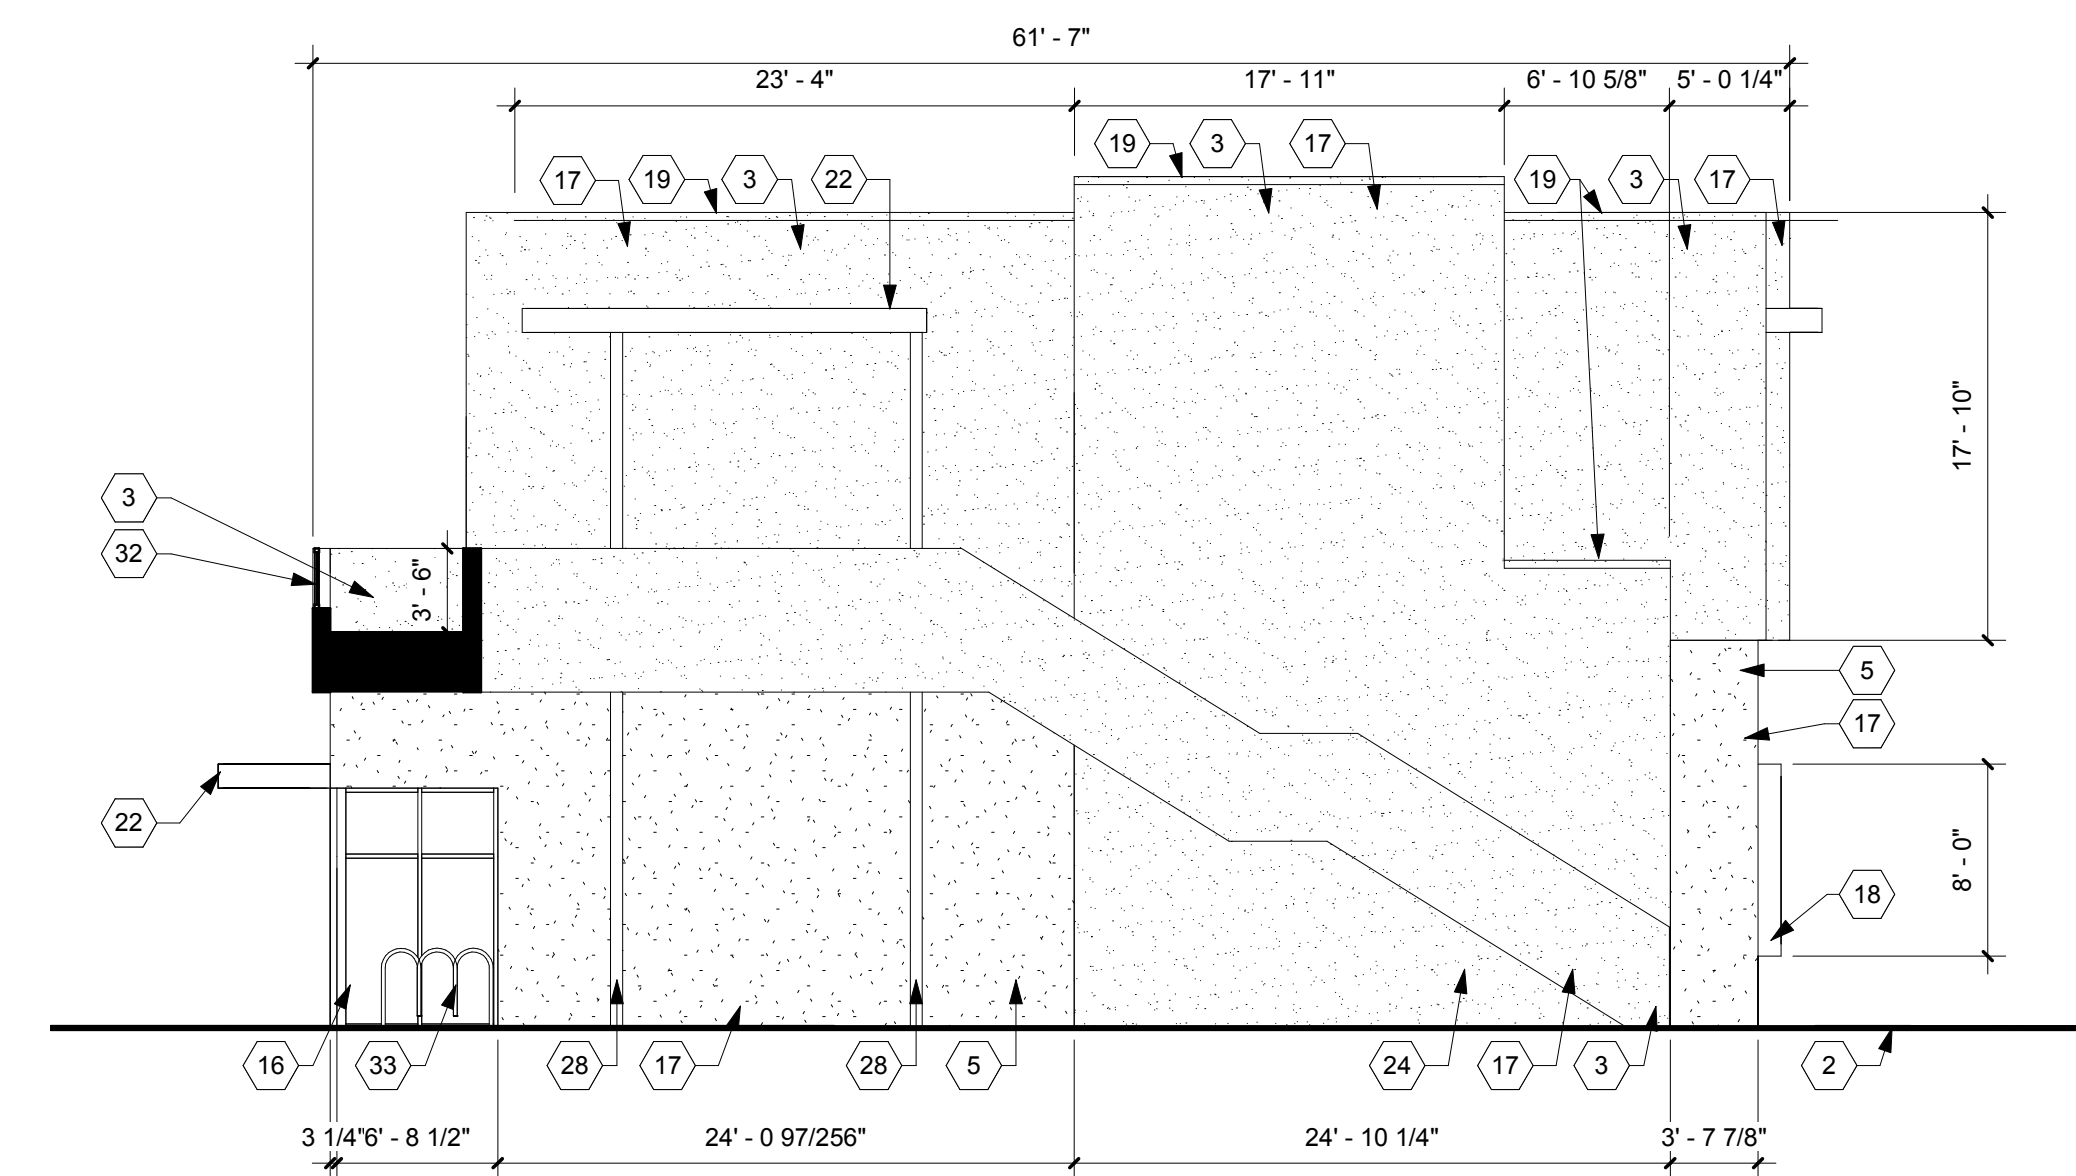 61' - 7"
23' - 4"
17' - 11"
6' - 10 5/8"
5' - 0 1/4"
19
3
17
17
19
3
22
19
3
17
17' - 10"
3
32
3' - 6"
5
17
22
8' - 0"
18
16
33
28
17
28
5
24
17
3
2
3 1/4"
6' - 8 1/2"
24' - 0 97/256"
24' - 10 1/4"
3' - 7 7/8"